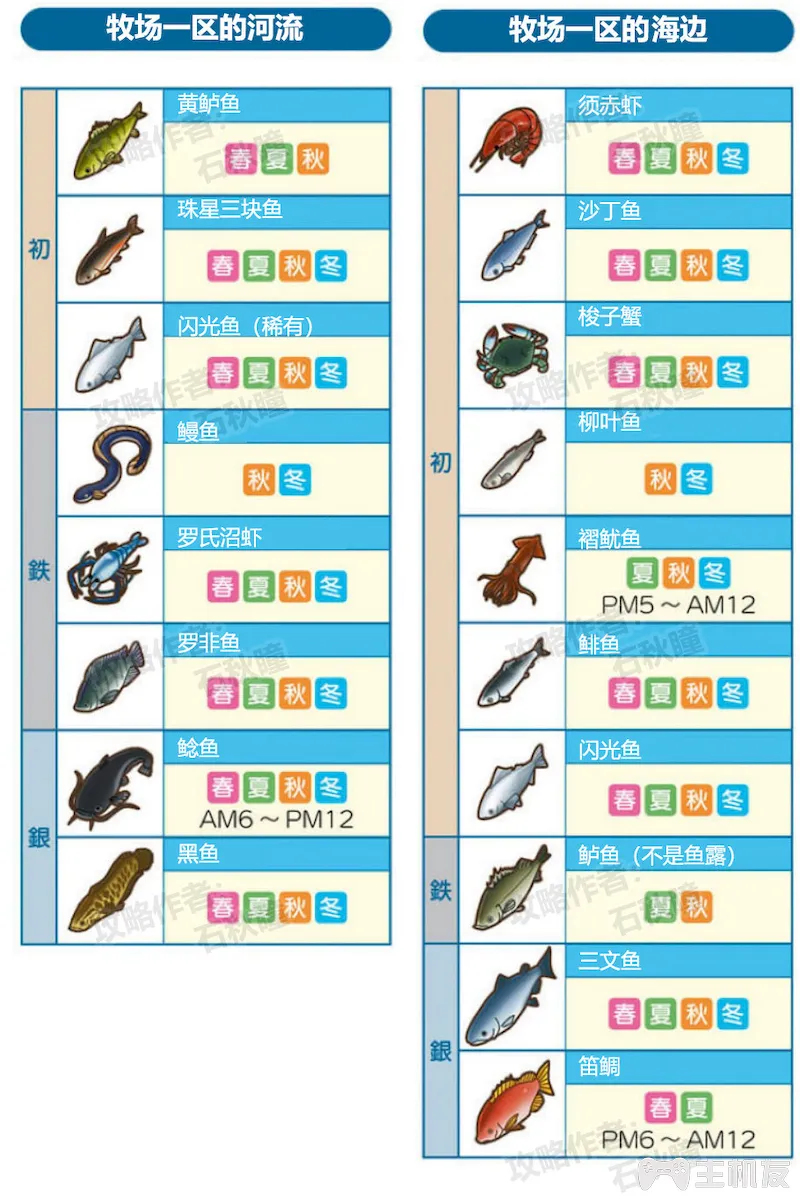 牧场一区的河流
初
黄鲈鱼
春 夏 秋
珠星三块鱼
春 夏 秋 冬
闪光鱼（稀有）
春 夏 秋 冬
鉄
鳗鱼
秋 冬
罗氏沼虾
春 夏 秋 冬
罗非鱼
春 夏 秋 冬
銀
鲶鱼
春 夏 秋 冬
AM6～PM12
黑鱼
春 夏 秋 冬
牧场一区的海边
初
须赤虾
春 夏 秋 冬
沙丁鱼
春 夏 秋 冬
梭子蟹
春 夏 秋 冬
柳叶鱼
秋 冬
褶鱿鱼
夏 秋 冬
PM5～AM12
鲱鱼
春 夏 秋 冬
闪光鱼
春 夏 秋 冬
鉄
鲈鱼（不是鱼露）
夏 秋
銀
三文鱼
春 夏 秋 冬
笛鲷
春 夏
PM6～AM12
攻略作者：
石秋瞳
主机友